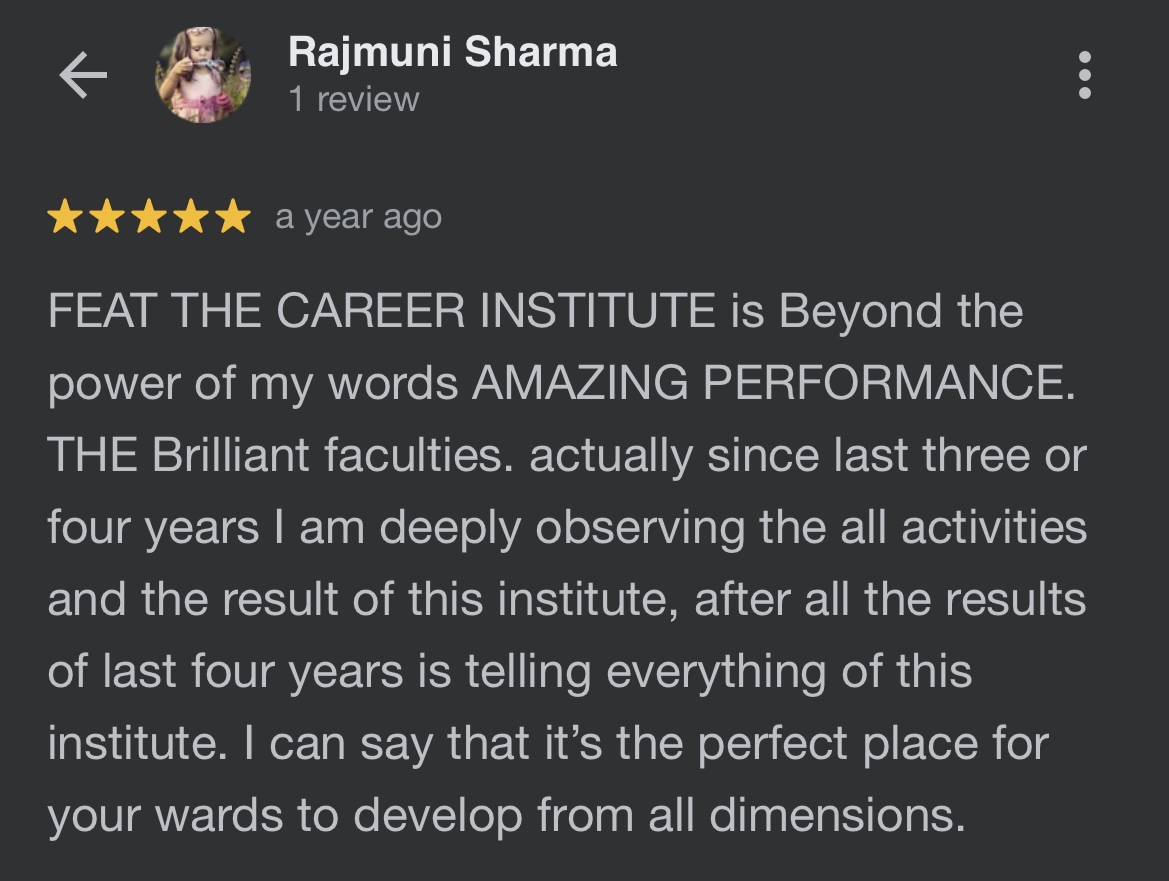 Rajmuni Sharma
1 review
a year ago
FEAT THE CAREER INSTITUTE is Beyond the
power of my words AMAZING PERFORMANCE.
THE Brilliant faculties. actually since last three or
four years I am deeply observing the all activities
and the result of this institute, after all the results
of last four years is telling everything of this
institute. I can say that it’s the perfect place for
your wards to develop from all dimensions.